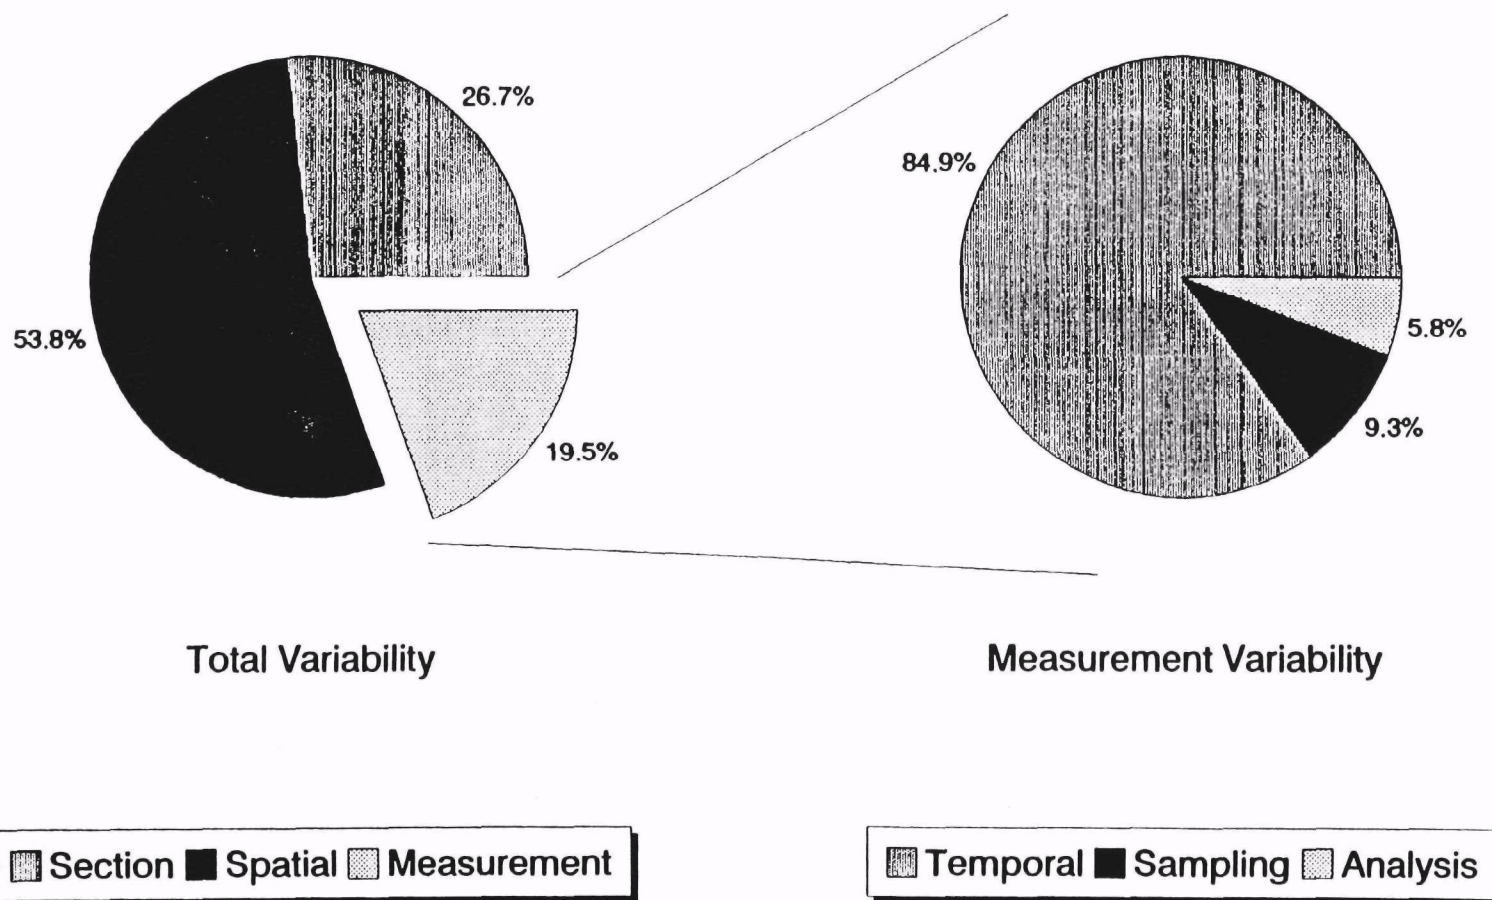 26.7%
84.9%
53.8%
5.8%
9.3%
19.5%
Total Variability
Measurement Variability
Section Spatial Measurement
Temporal Sampling Analysis